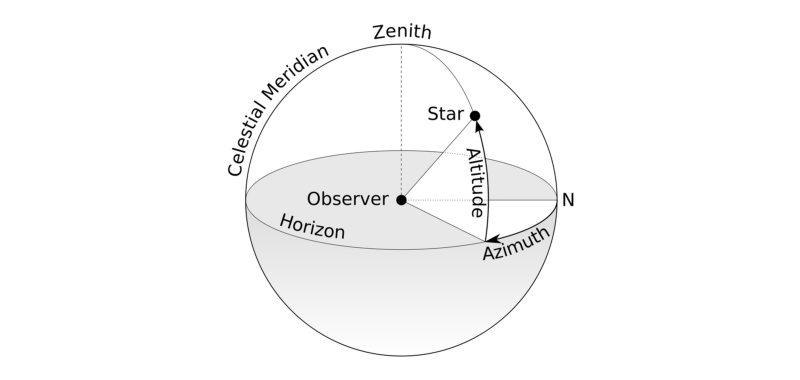 Zenith
Celestial Meridian
Star
Altitude
Observer
N
Horizon
Azimuth